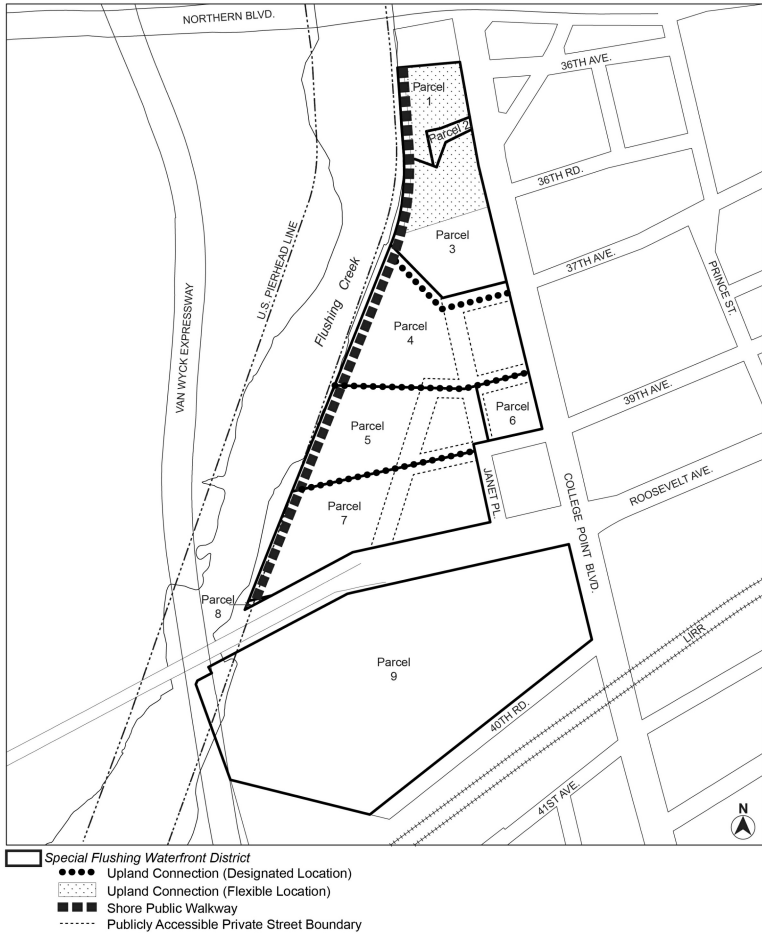 NORTHERN BLVD.
36TH AVE.
Parcel
1
Parcel 2
36TH RD.
Parcel
3
37TH AVE.
PRINCE ST.
U.S. PIERHEAD LINE
Flushing Creek
VAN WYCK EXPRESSWAY
Parcel
4
39TH AVE.
Parcel
5
Parcel
6
ROOSEVELT AVE.
JANET PL.
COLLEGE POINT BLVD.
Parcel
7
Parcel
8
LIRR
Parcel
9
40TH RD.
41ST AVE.
N
Special Flushing Waterfront District
Upland Connection (Designated Location)
Upland Connection (Flexible Location)
Shore Public Walkway
Publicly Accessible Private Street Boundary